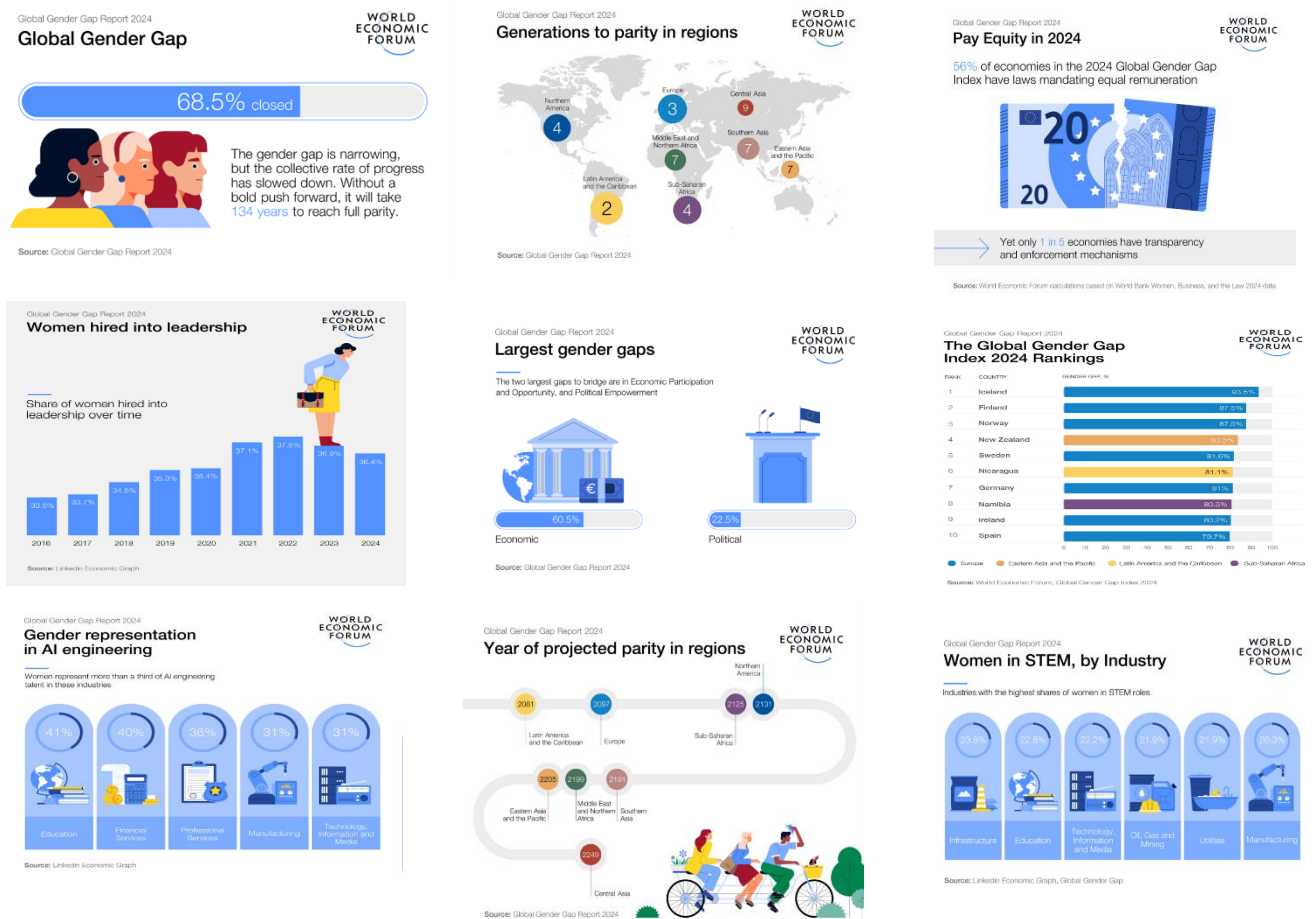 Global Gender Gap Report 2024
Global Gender Gap
WORLD
ECONOMIC
FORUM
68.5% closed
The gender gap is narrowing,
but the collective rate of progress
has slowed down. Without a
bold push forward, it will take
134 years to reach full parity.
Source: Global Gender Gap Report 2024
Global Gender Gap Report 2024
Generations to parity in regions
WORLD
ECONOMIC
FORUM
Northern
America
4
Europe
3
Central Asia
9
Middle East and
Northern Africa
7
Southern Asia
7
Eastern Asia
and the Pacific
7
Latin America
and the Caribbean
2
Sub-Saharan
Africa
4
Source: Global Gender Gap Report 2024
Global Gender Gap Report 2024
Pay Equity in 2024
WORLD
ECONOMIC
FORUM
56% of economies in the 2024 Global Gender Gap
Index have laws mandating equal remuneration
20
20
Yet only 1 in 5 economies have transparency
and enforcement mechanisms
Source: World Economic Forum calculations based on World Bank Women, Business, and the Law 2024 data
Global Gender Gap Report 2024
Women hired into leadership
WORLD
ECONOMIC
FORUM
Share of women hired into
leadership over time
33.5% 33.7% 34.5% 35.3% 35.4% 37.1% 37.5% 36.9% 36.4%
2016 2017 2018 2019 2020 2021 2022 2023 2024
Source: Linkedin Economic Graph
Global Gender Gap Report 2024
Largest gender gaps
WORLD
ECONOMIC
FORUM
The two largest gaps to bridge are in Economic Participation
and Opportunity, and Political Empowerment
€
60.5%
Economic
22.5%
Political
Source: Global Gender Gap Report 2024
Global Gender Gap Report 2024
The Global Gender Gap
Index 2024 Rankings
WORLD
ECONOMIC
FORUM
RANK COUNTRY GENDER GAP, %
1 Iceland 93.5%
2 Finland 87.5%
3 Norway 87.5%
4 New Zealand 83.5%
5 Sweden 81.6%
6 Nicaragua 81.1%
7 Germany 81%
8 Namibia 80.5%
9 Ireland 80.2%
10 Spain 79.7%
0 10 20 30 40 50 60 70 80 90 100
Europe Eastern Asia and the Pacific Latin America and the Caribbean Sub-Saharan Africa
Source: World Economic Forum, Global Gender Gap Index 2024
Global Gender Gap Report 2024
Gender representation
in AI engineering
WORLD
ECONOMIC
FORUM
Women represent more than a third of AI engineering
talent in these industries
41% 40% 36% 31% 31%
Education
Financial
Services
Professional
Services
Manufacturing
Technology,
Information and
Media
Source: Linkedin Economic Graph
Global Gender Gap Report 2024
Year of projected parity in regions
WORLD
ECONOMIC
FORUM
Northern
America
2081 2097 2125 2131
Latin America
and the Caribbean
Europe
Sub-Saharan
Africa
2205 2199 2191
Eastern Asia
and the Pacific
Middle East
and Northern
Africa
Southern
Asia
2249
Central Asia
Source: Global Gender Gap Report 2024
Global Gender Gap Report 2024
Women in STEM, by Industry
WORLD
ECONOMIC
FORUM
Industries with the highest shares of women in STEM roles
23.8% 22.8% 22.2% 21.9% 21.9% 20.3%
Infrastructure
Education
Technology,
Information
and Media
Oil, Gas and
Mining
Utilities
Manufacturing
Source: Linkedin Economic Graph, Global Gender Gap